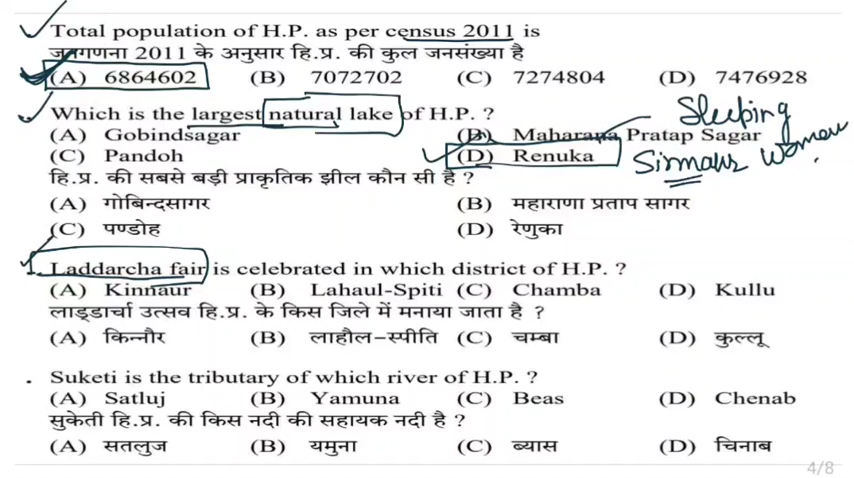 Total population of H.P. as per census 2011 is
जनगणना 2011 के अनुसार हि.प्र. की कुल जनसंख्या है
(A) 6864602 (B) 7072702 (C) 7274804 (D) 7476928
Which is the largest natural lake of H.P. ?
(A) Gobindsagar (B) Maharana Pratap Sagar
(C) Pandoh (D) Renuka
Sleeping
Sirmaur Women
हि.प्र. की सबसे बड़ी प्राकृतिक झील कौन सी है ?
(A) गोबिन्दसागर (B) महाराणा प्रताप सागर
(C) पण्डोह (D) रेणुका
1. Laddarcha fair is celebrated in which district of H.P. ?
(A) Kinnaur (B) Lahaul-Spiti (C) Chamba (D) Kullu
लाड्डार्चा उत्सव हि.प्र. के किस जिले में मनाया जाता है ?
(A) किन्नौर (B) लाहौल-स्पीति (C) चम्बा (D) कुल्लू
. Suketi is the tributary of which river of H.P. ?
(A) Satluj (B) Yamuna (C) Beas (D) Chenab
सुकेती हि.प्र. की किस नदी की सहायक नदी है ?
(A) सतलुज (B) यमुना (C) ब्यास (D) चिनाब
4/8